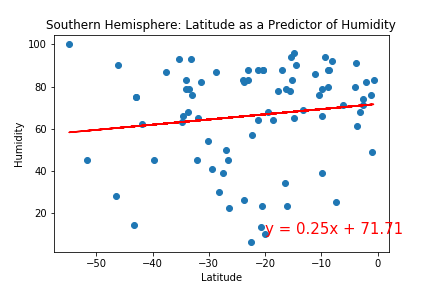 Southern Hemisphere: Latitude as a Predictor of Humidity
100
80
60
40
20
Humidity
y = 0.25x + 71.71
−50
−40
−30
−20
−10
0
Latitude